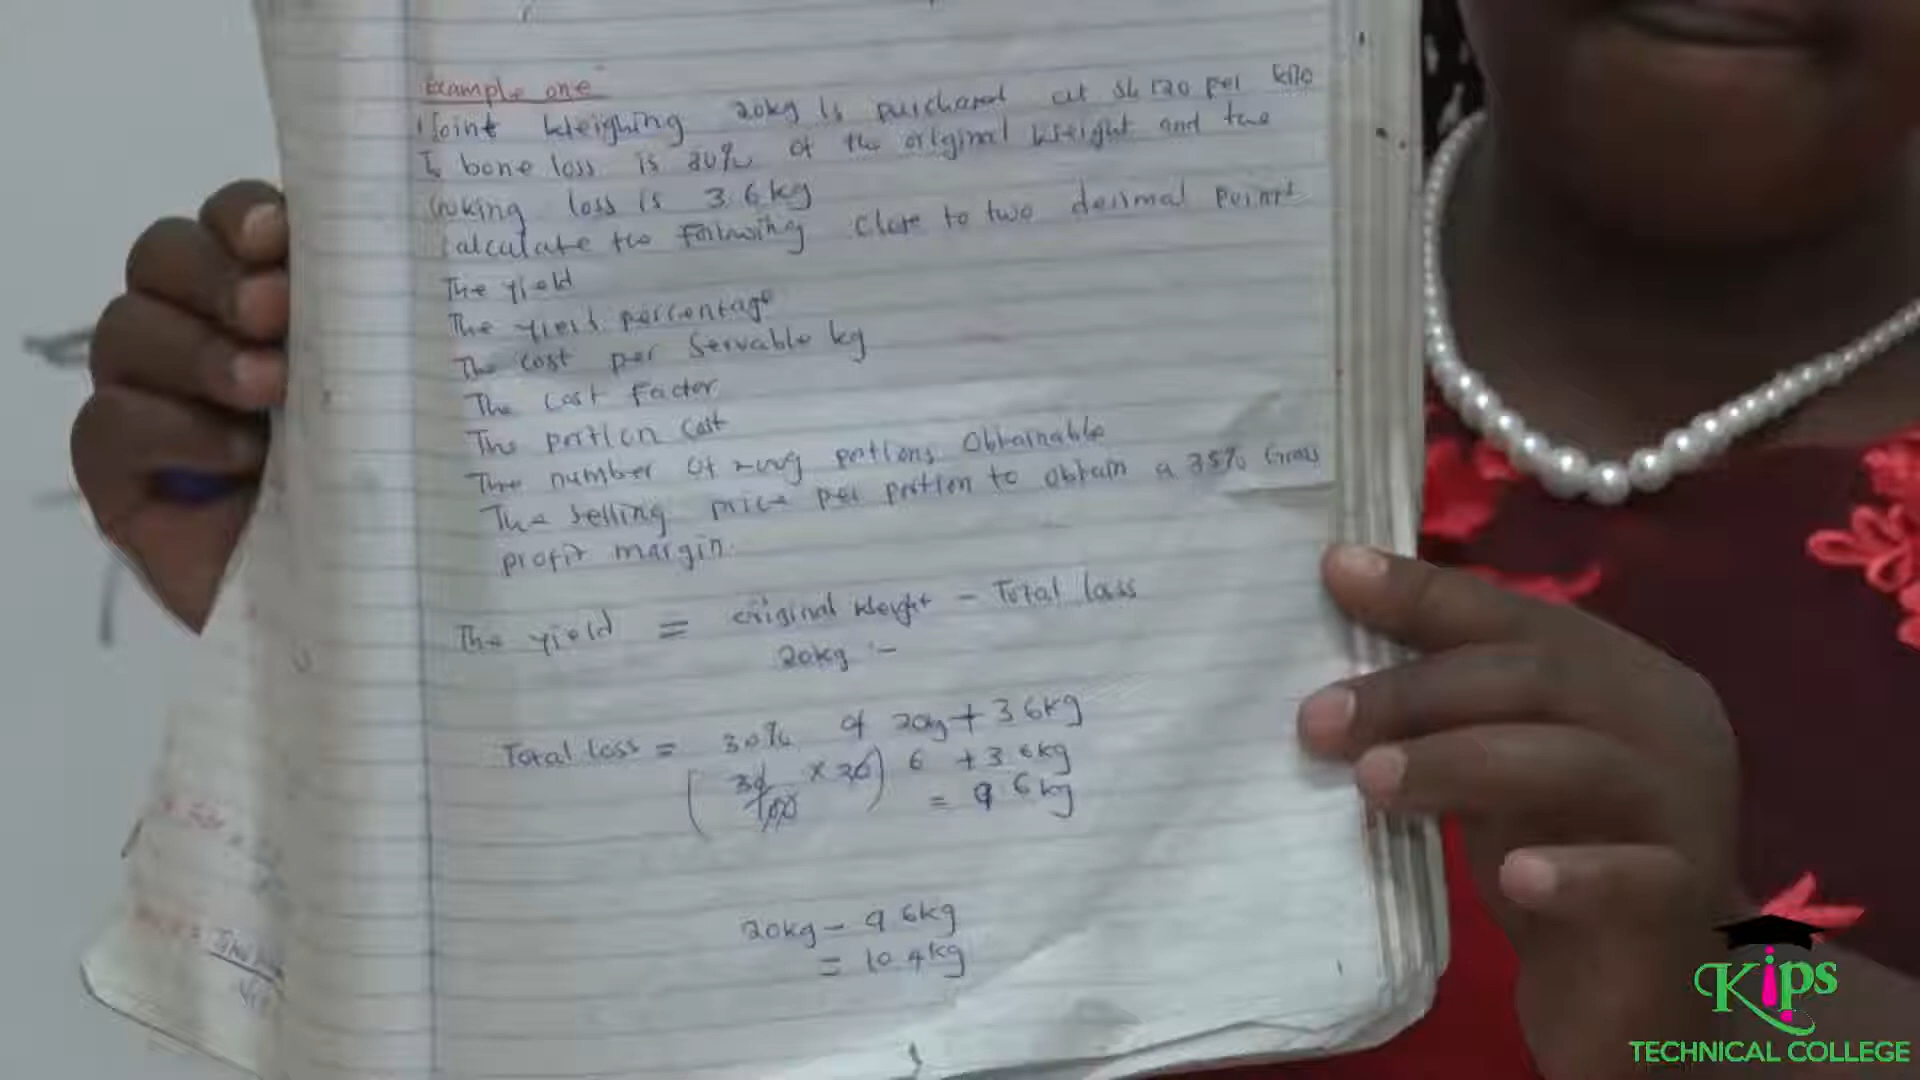 Example one
Joint weighing 20kg is purchased at sh 120 per kilo
bone loss is 30% of the original weight and the
cooking loss is 3.6kg
Calculate the following close to two decimal points
The yield
The yield percentage
The cost per servable kg
The cost Factor
The portion cost
The number of portions Obtainable
The selling price per portion to obtain a 35% Gross
profit margin.
The yield = original weight - Total loss
20kg -
Total loss = 30% of 20kg + 3.6kg
( 30/100 × 20 ) 6 + 3.6kg
= 9.6kg
20kg - 9.6kg
= 10.4kg
Kips
TECHNICAL COLLEGE